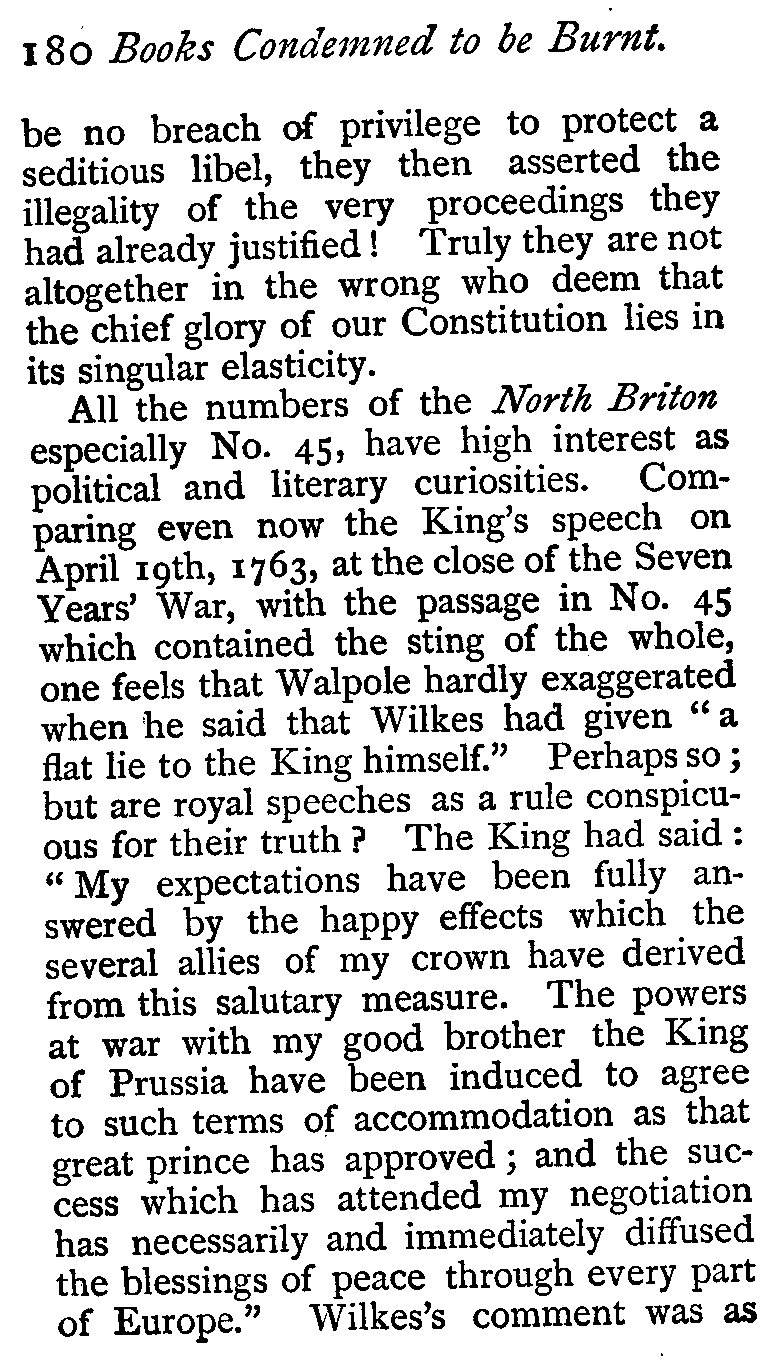 180 Books Condemned to be Burnt.
be no breach of privilege to protect a
seditious libel, they then asserted the
illegality of the very proceedings they
had already justified! Truly they are not
altogether in the wrong who deem that
the chief glory of our Constitution lies in
its singular elasticity.
All the numbers of the North Briton
especially No. 45, have high interest as
political and literary curiosities. Com-
paring even now the King's speech on
April 19th, 1763, at the close of the Seven
Years' War, with the passage in No. 45
which contained the sting of the whole,
one feels that Walpole hardly exaggerated
when he said that Wilkes had given "a
flat lie to the King himself." Perhaps so;
but are royal speeches as a rule conspicu-
ous for their truth? The King had said:
"My expectations have been fully an-
swered by the happy effects which the
several allies of my crown have derived
from this salutary measure. The powers
at war with my good brother the King
of Prussia have been induced to agree
to such terms of accommodation as that
great prince has approved; and the suc-
cess which has attended my negotiation
has necessarily and immediately diffused
the blessings of peace through every part
of Europe." Wilkes's comment was as